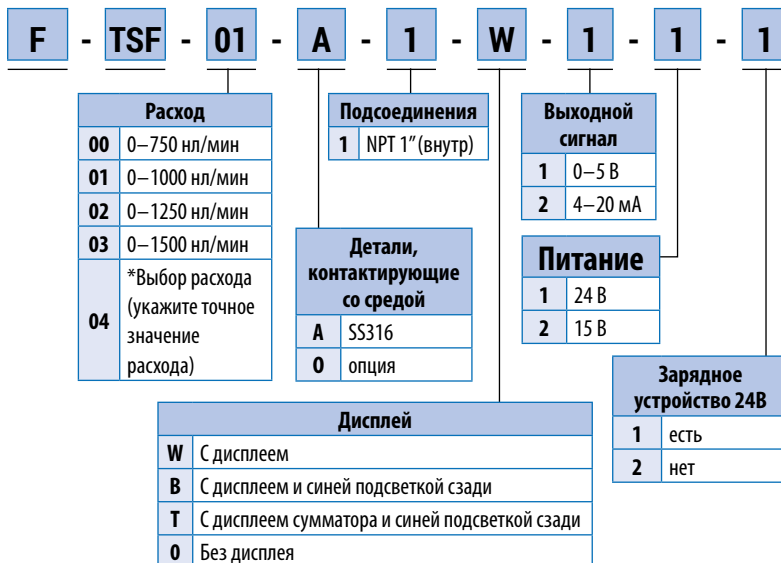 F - TSF - 01 - A - 1 - W - 1 - 1 - 1
Расход
00 0–750 нл/мин
01 0–1000 нл/мин
02 0–1250 нл/мин
03 0–1500 нл/мин
04 *Выбор расхода
(укажите точное
значение
расхода)
Подсоединения
1 NPT 1” (внутр)
Детали,
контактирующие
со средой
A SS316
0 опция
Выходной
сигнал
1 0–5 В
2 4–20 мА
Питание
1 24 В
2 15 В
Зарядное
устройство 24В
1 есть
2 нет
Дисплей
W С дисплеем
B С дисплеем и синей подсветкой сзади
T С дисплеем сумматора и синей подсветкой сзади
0 Без дисплея